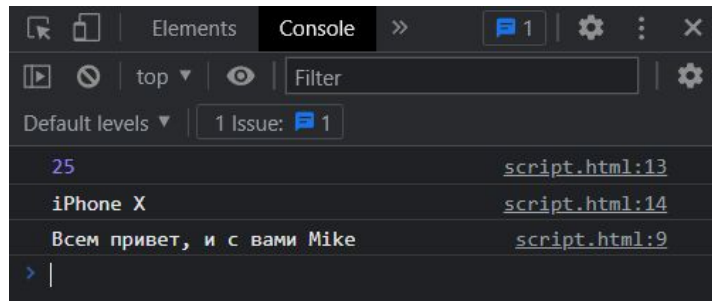 Elements Console » 1
top ▼ Filter
Default levels ▼ 1 Issue: 1
25 script.html:13
iPhone X script.html:14
Всем привет, и с вами Mike script.html:9
>